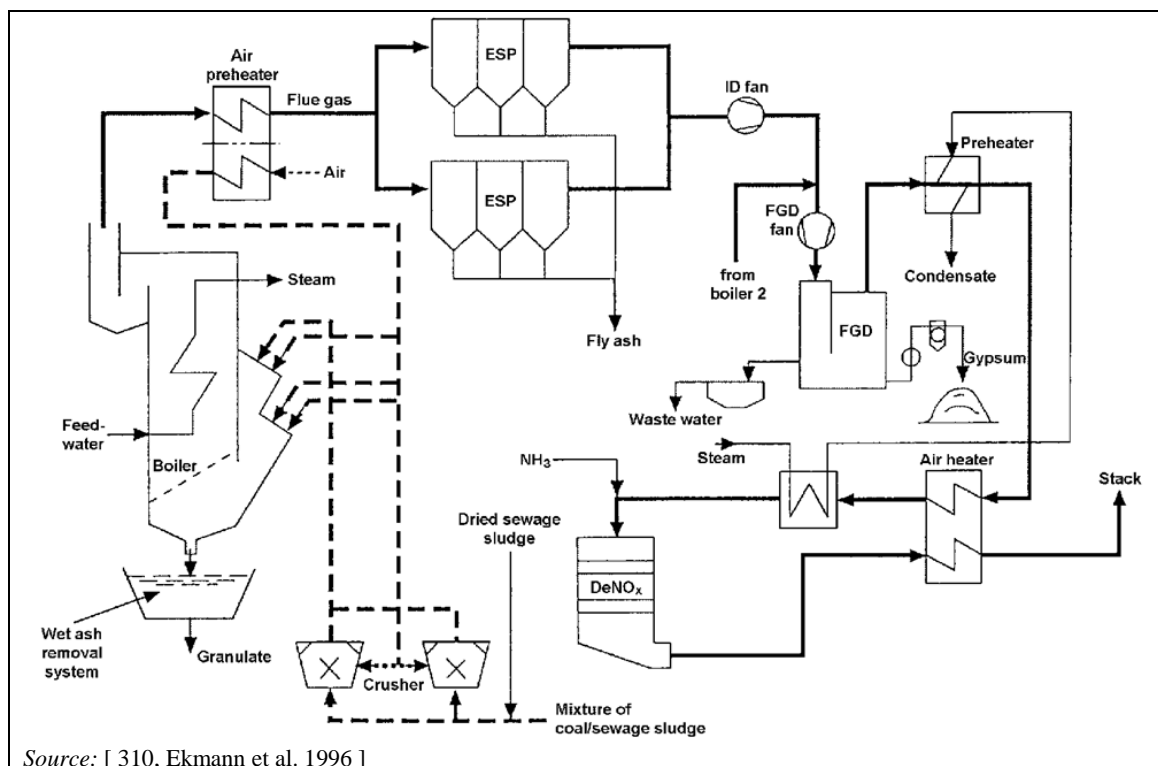 Air
preheater
Flue gas
Air
ESP
ESP
ID fan
Preheater
FGD
fan
from
boiler 2
Condensate
Steam
Fly ash
FGD
Gypsum
Waste water
Feed-
water
Boiler
NH₃
Steam
Air heater
Stack
Dried sewage
sludge
DeNOₓ
Wet ash
removal
system
Granulate
Crusher
Mixture of
coal/sewage sludge
Source: [ 310, Ekmann et al. 1996 ]